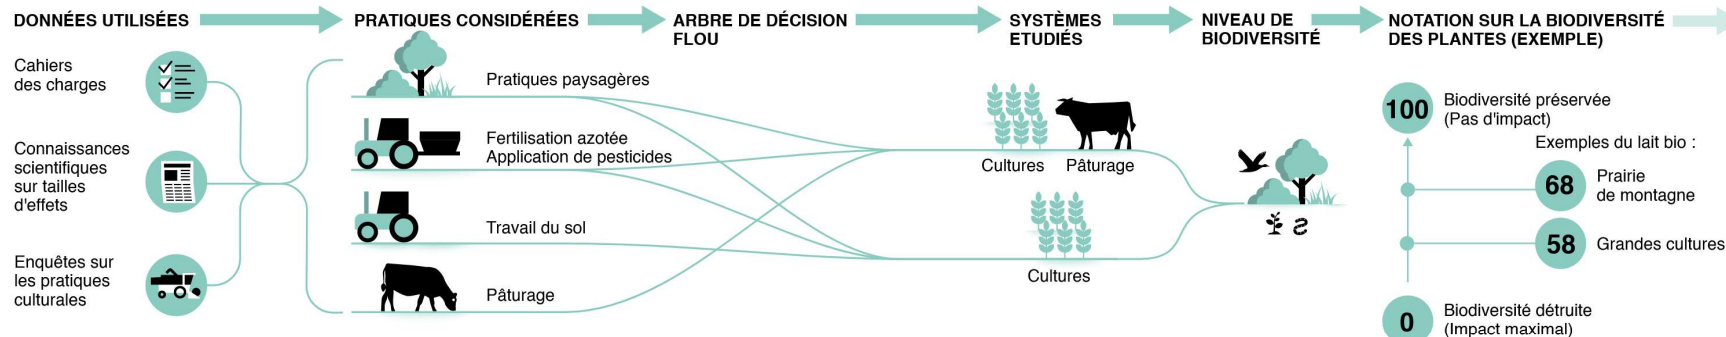 DONNÉES UTILISÉES
PRATIQUES CONSIDÉRÉES
ARBRE DE DÉCISION
FLOU
SYSTÈMES
ETUDIÉS
NIVEAU DE
BIODIVERSITÉ
NOTATION SUR LA BIODIVERSITÉ
DES PLANTES (EXEMPLE)
Cahiers
des charges
Connaissances
scientifiques
sur tailles
d'effets
Enquêtes sur
les pratiques
culturales
Pratiques paysagères
Fertilisation azotée
Application de pesticides
Travail du sol
Pâturage
Cultures
Pâturage
Cultures
100
Biodiversité préservée
(Pas d'impact)
Exemples du lait bio :
68
Prairie
de montagne
58
Grandes cultures
0
Biodiversité détruite
(Impact maximal)